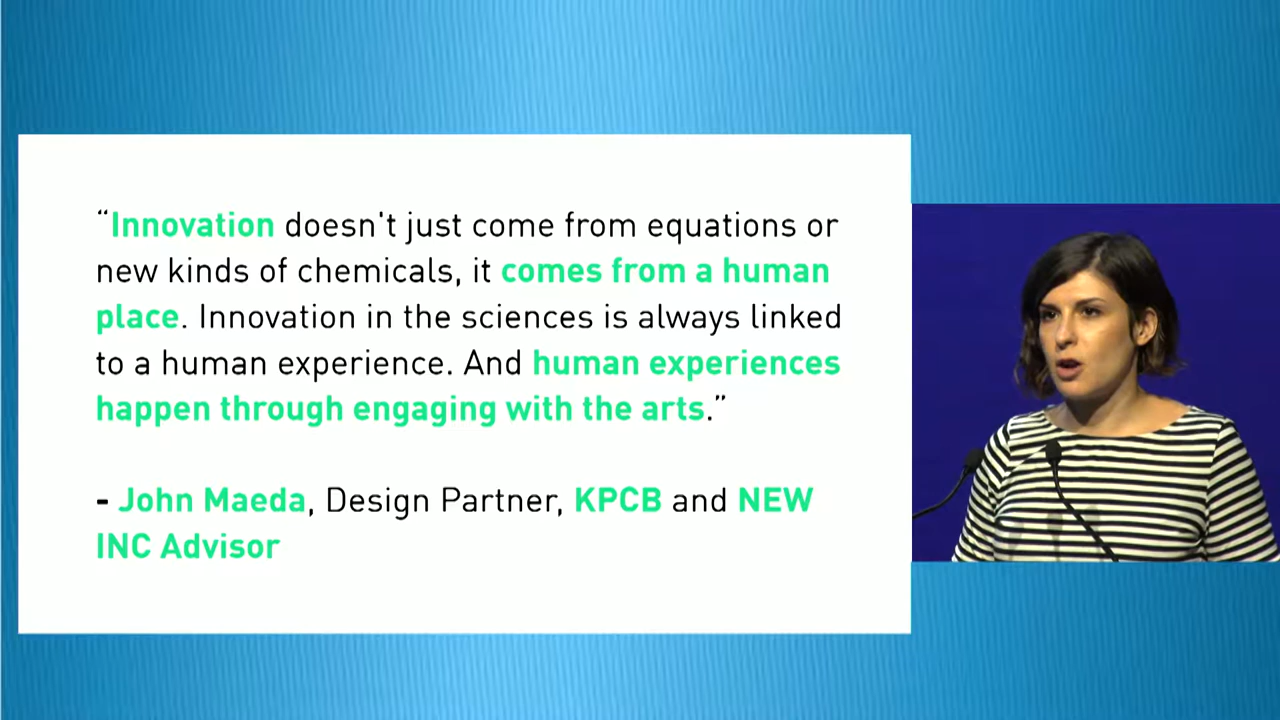 “Innovation doesn't just come from equations or
new kinds of chemicals, it comes from a human
place. Innovation in the sciences is always linked
to a human experience. And human experiences
happen through engaging with the arts.”
- John Maeda, Design Partner, KPCB and NEW
INC Advisor